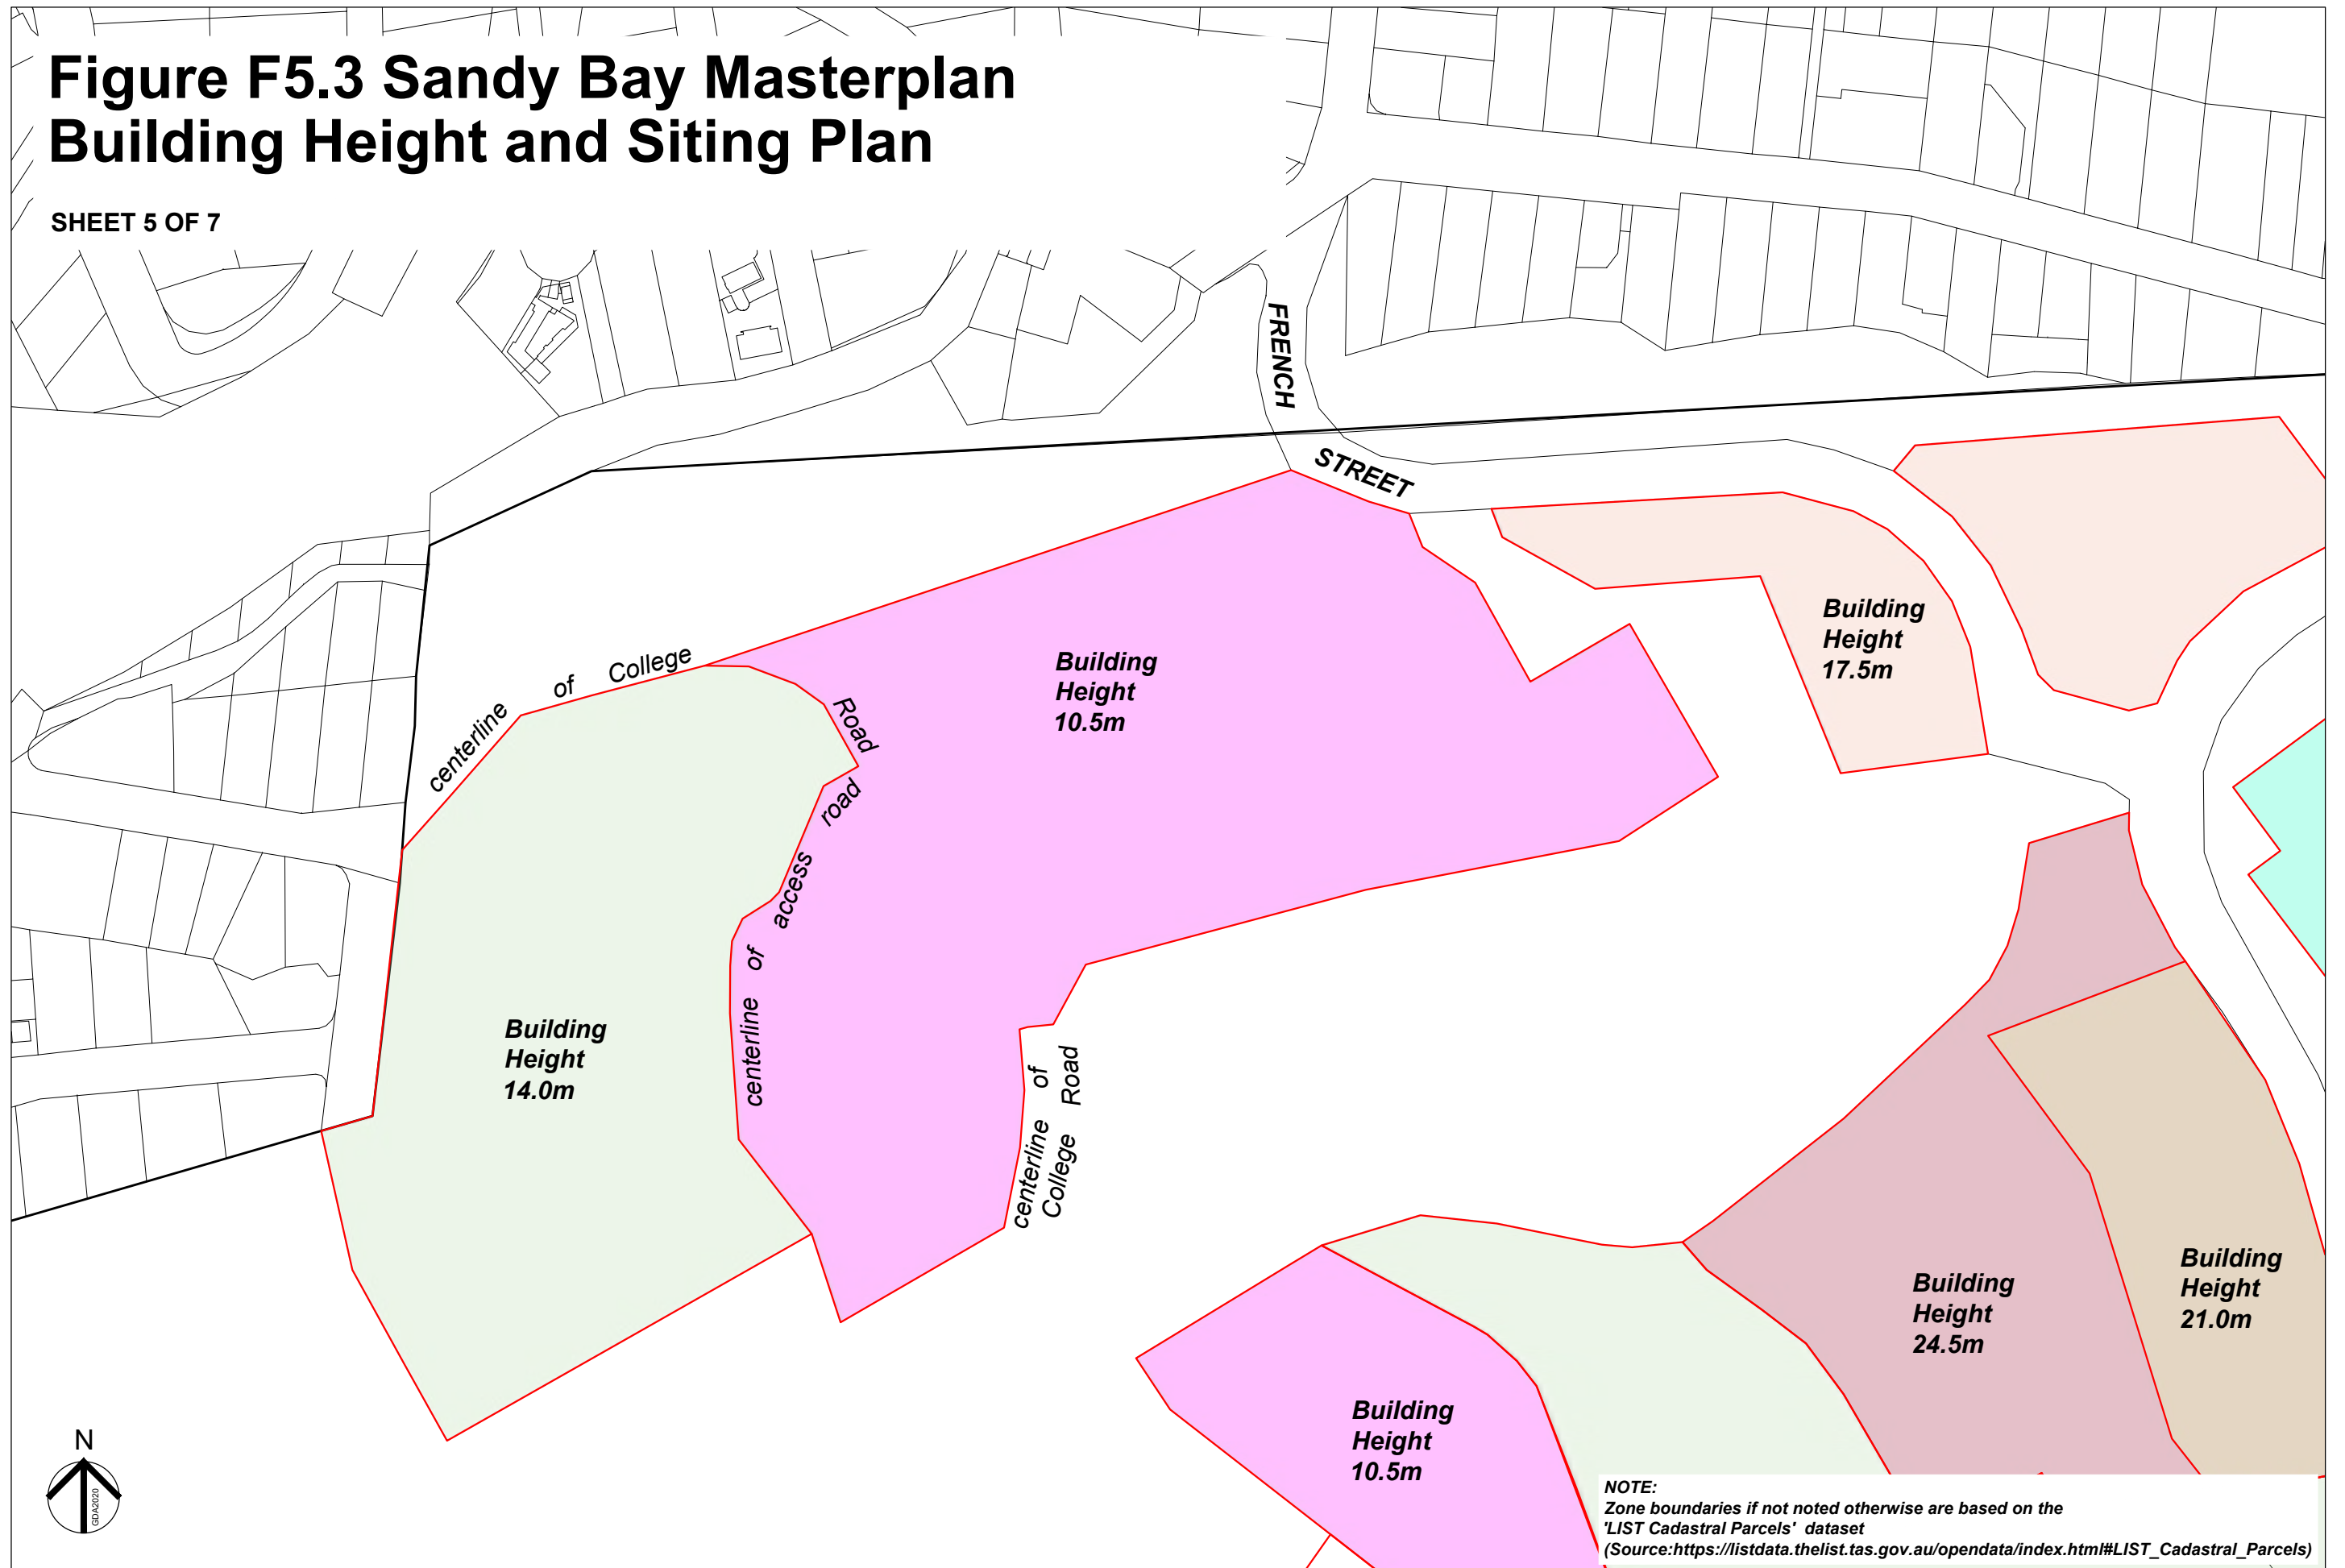 Figure F5.3 Sandy Bay Masterplan
Building Height and Siting Plan
SHEET 5 OF 7
FRENCH
STREET
Building
Height
17.5m
centerline of College Road
Building
Height
10.5m
centerline of access road
Building
Height
14.0m
centerline of
College Road
Building
Height
24.5m
Building
Height
21.0m
Building
Height
10.5m
N
GDA2020
NOTE:
Zone boundaries if not noted otherwise are based on the
'LIST Cadastral Parcels' dataset
(Source:https://listdata.thelist.tas.gov.au/opendata/index.html#LIST_Cadastral_Parcels)